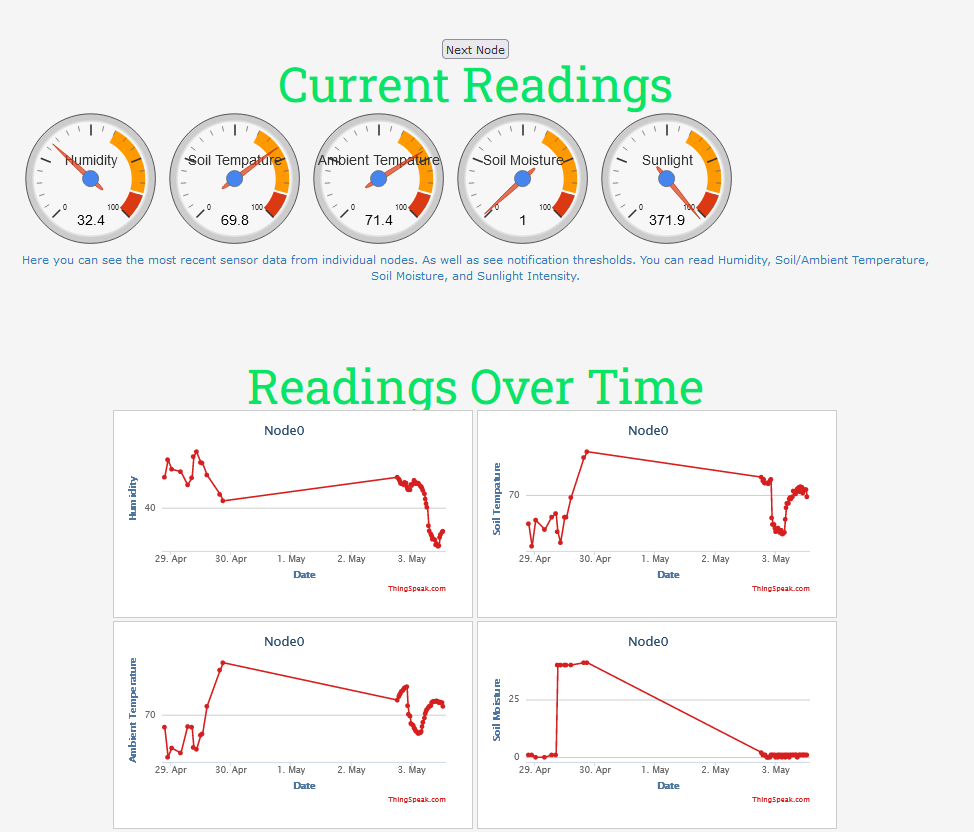 Next Node
Current Readings
Humidity
0
100
32.4
Soil Tempature
0
100
69.8
Ambient Tempature
0
100
71.4
Soil Moisture
0
100
1
Sunlight
0
100
371.9
Here you can see the most recent sensor data from individual nodes. As well as see notification thresholds. You can read Humidity, Soil/Ambient Temperature,
Soil Moisture, and Sunlight Intensity.
Readings Over Time
Node0
Humidity
40
29. Apr 30. Apr 1. May 2. May 3. May
Date
ThingSpeak.com
Node0
Soil Tempature
70
29. Apr 30. Apr 1. May 2. May 3. May
Date
ThingSpeak.com
Node0
Ambient Temperature
70
29. Apr 30. Apr 1. May 2. May 3. May
Date
ThingSpeak.com
Node0
Soil Moisture
25
0
29. Apr 30. Apr 1. May 2. May 3. May
Date
ThingSpeak.com